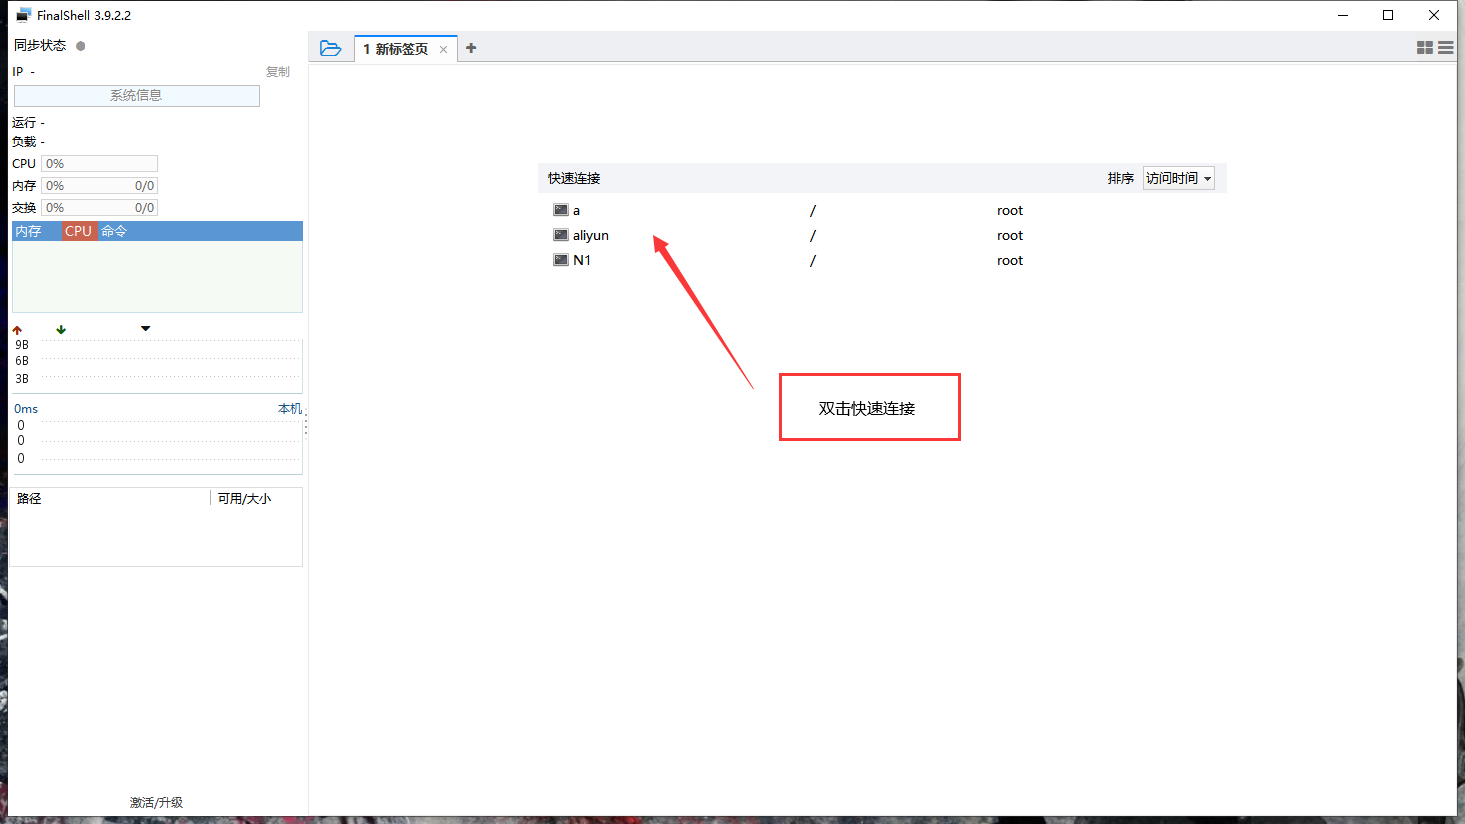 FinalShell 3.9.2.2
同步状态
IP -
复制
系统信息
运行 -
负载 -
CPU 0%
内存 0% 0/0
交换 0% 0/0
内存 CPU 命令
9B
6B
3B
0ms 本机
0
0
0
路径 可用/大小
激活/升级
1 新标签页
快速连接 排序 访问时间
a / root
aliyun / root
N1 / root
双击快速连接